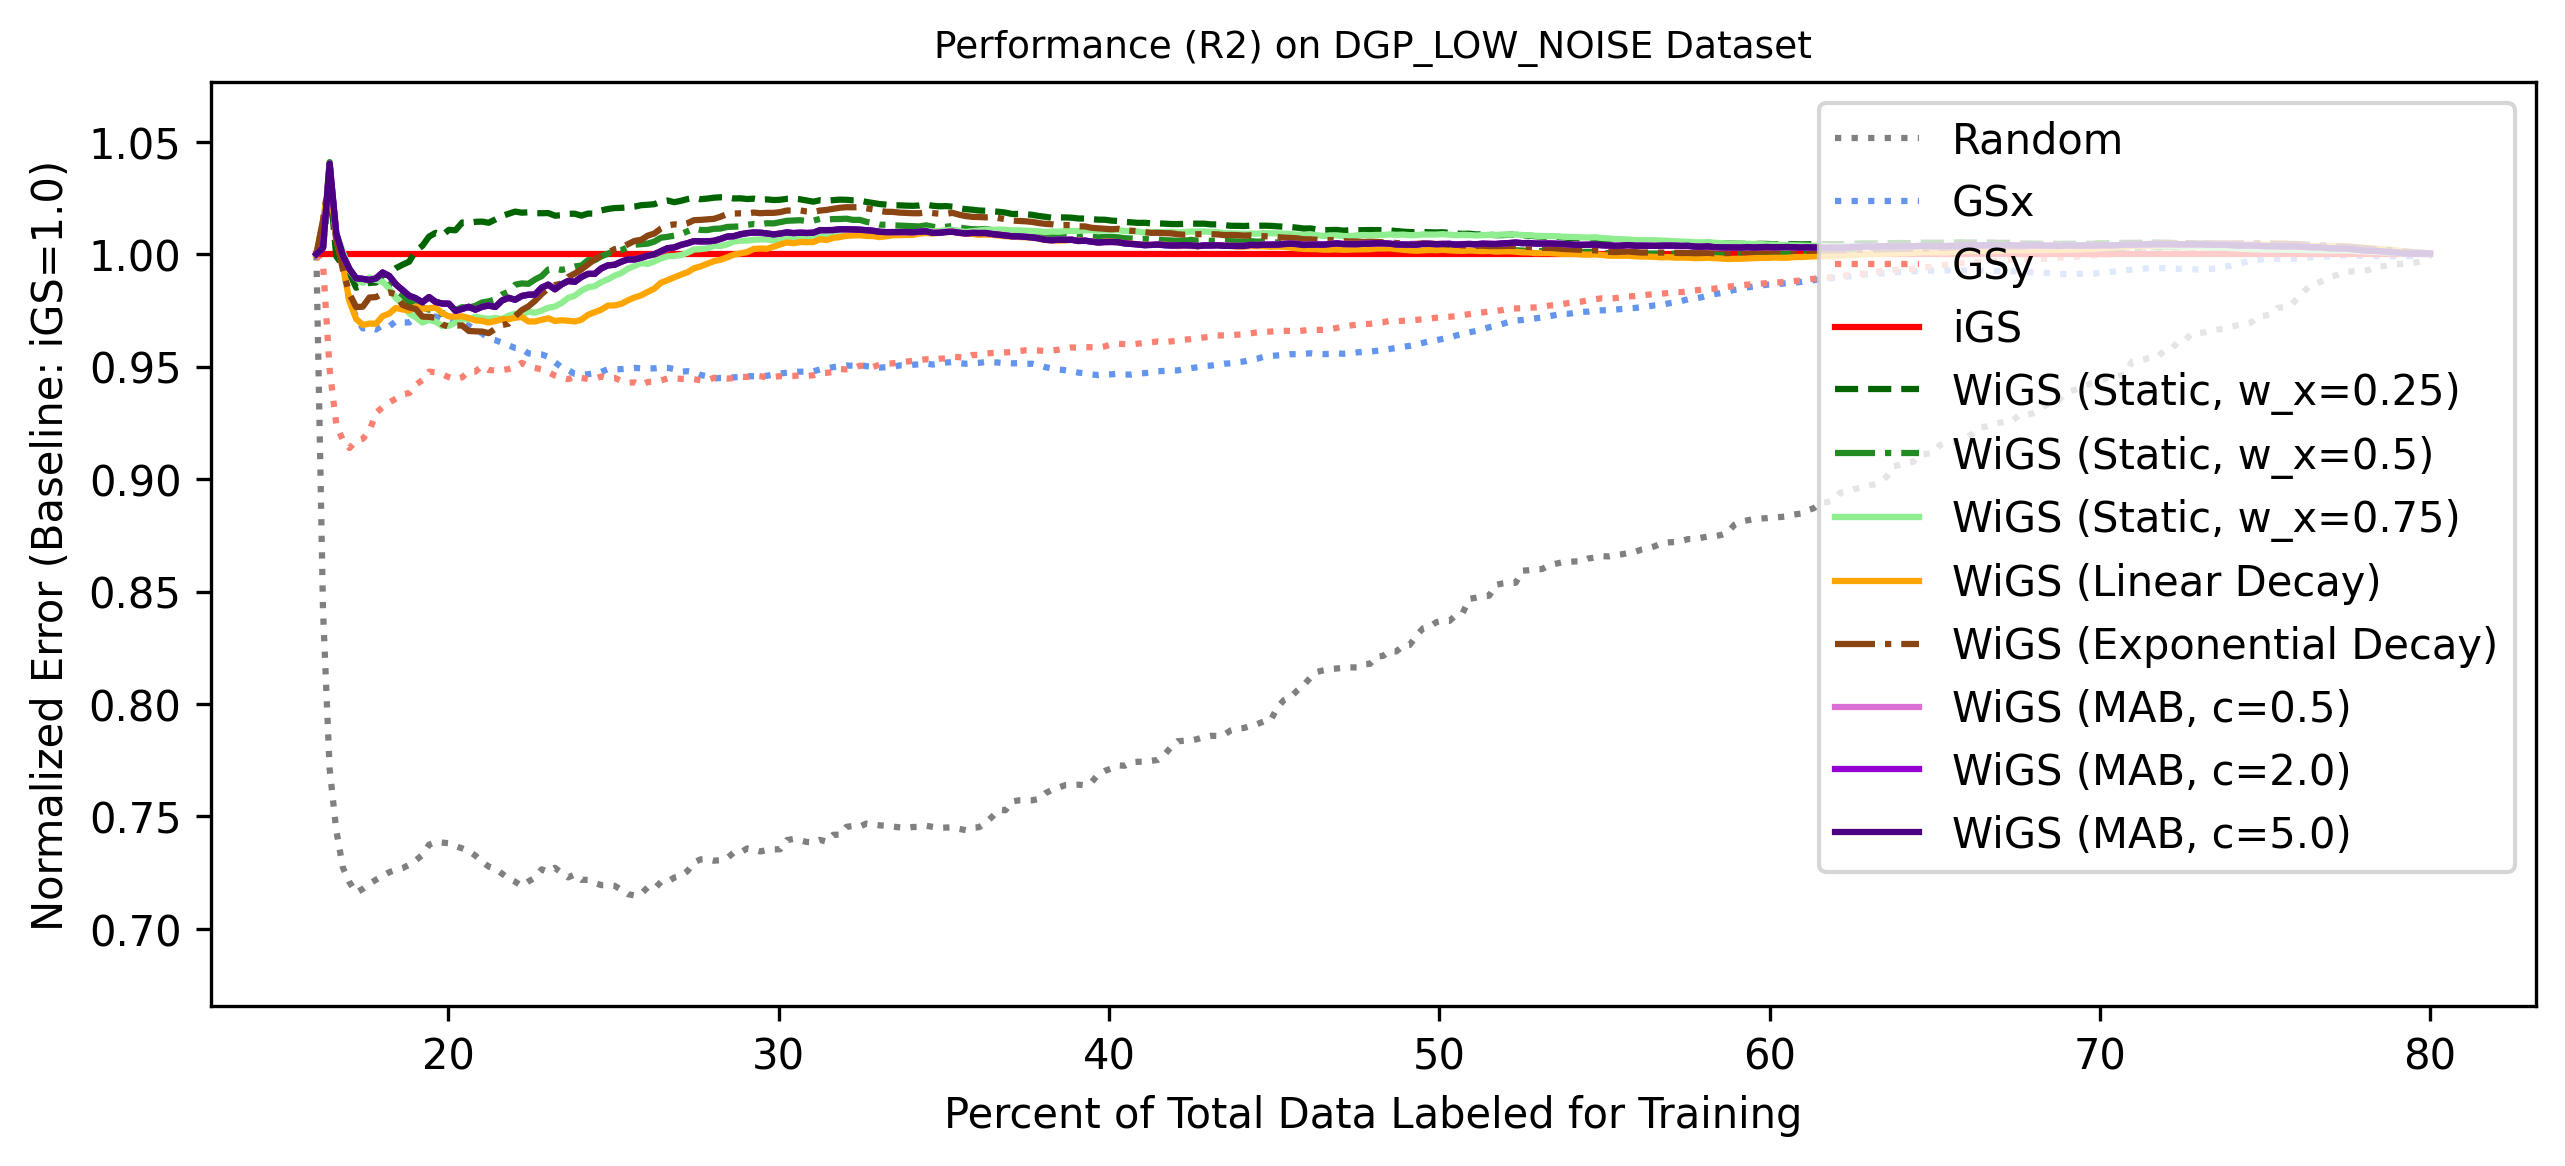 Performance (R2) on DGP_LOW_NOISE Dataset
Normalized Error (Baseline: iGS=1.0)
1.05
1.00
0.95
0.90
0.85
0.80
0.75
0.70
Random
GSx
GSy
iGS
WiGS (Static, w_x=0.25)
WiGS (Static, w_x=0.5)
WiGS (Static, w_x=0.75)
WiGS (Linear Decay)
WiGS (Exponential Decay)
WiGS (MAB, c=0.5)
WiGS (MAB, c=2.0)
WiGS (MAB, c=5.0)
20 30 40 50 60 70 80
Percent of Total Data Labeled for Training